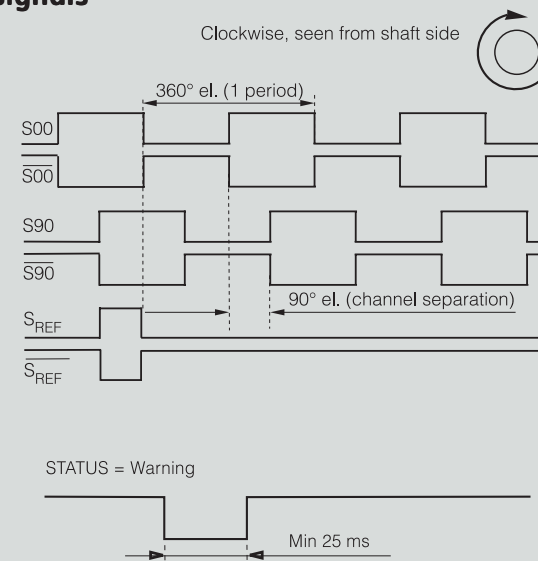 signals
Clockwise, seen from shaft side
360° el. (1 period)
S00
S00
S90
S90
90° el. (channel separation)
SREF
SREF
STATUS = Warning
Min 25 ms